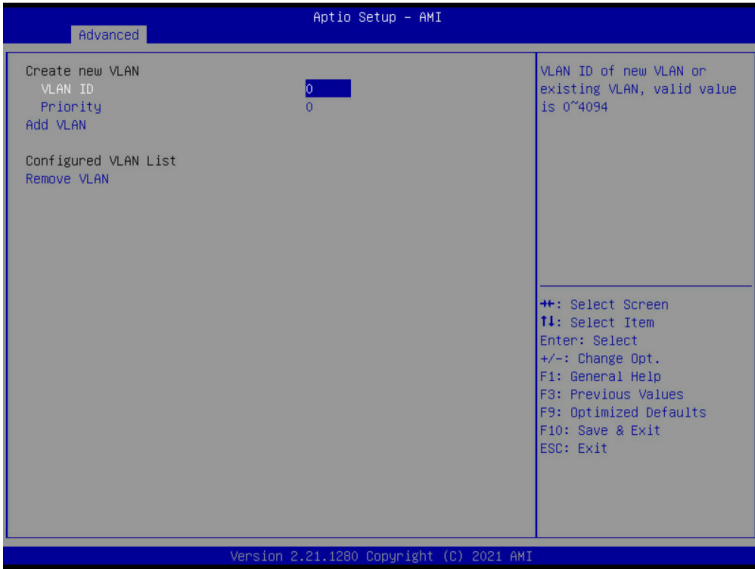 Aptio Setup – AMI
Advanced
Create new VLAN
VLAN ID 0
Priority 0
Add VLAN
Configured VLAN List
Remove VLAN
VLAN ID of new VLAN or
existing VLAN, valid value
is 0~4094
→←: Select Screen
↑↓: Select Item
Enter: Select
+/-: Change Opt.
F1: General Help
F3: Previous Values
F9: Optimized Defaults
F10: Save & Exit
ESC: Exit
Version 2.21.1280 Copyright (C) 2021 AMI